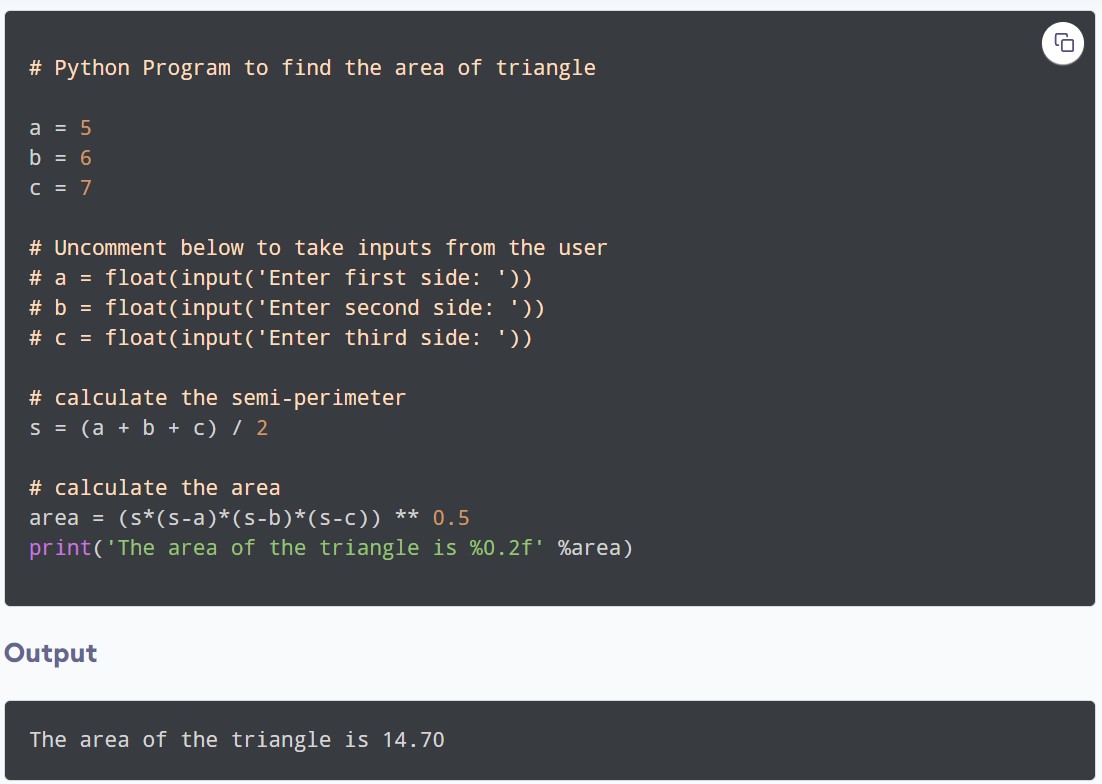 # Python Program to find the area of triangle
a = 5
b = 6
c = 7
# Uncomment below to take inputs from the user
# a = float(input('Enter first side: '))
# b = float(input('Enter second side: '))
# c = float(input('Enter third side: '))
# calculate the semi-perimeter
s = (a + b + c) / 2
# calculate the area
area = (s*(s-a)*(s-b)*(s-c)) ** 0.5
print('The area of the triangle is %0.2f' %area)
Output
The area of the triangle is 14.70